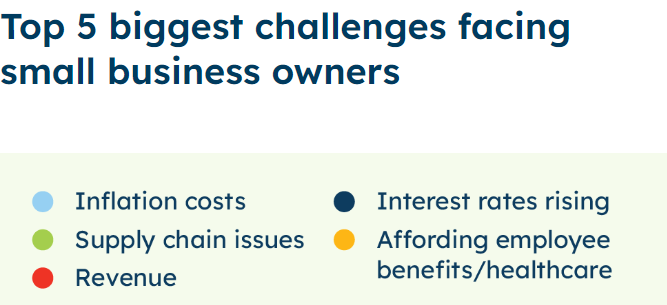 Top 5 biggest challenges facing
small business owners
Inflation costs
Supply chain issues
Revenue
Interest rates rising
Affording employee
benefits/healthcare